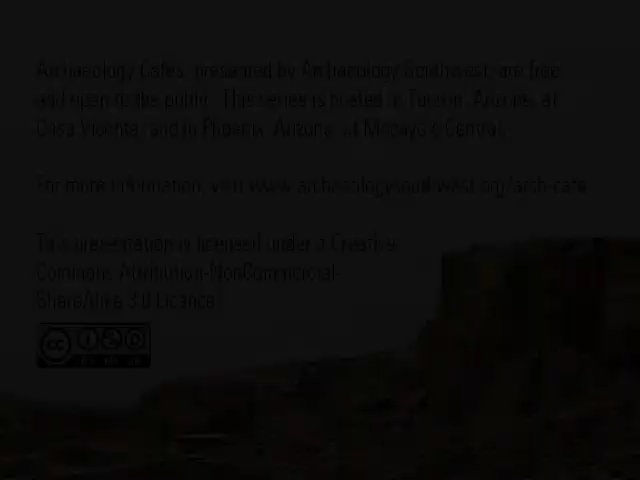 Archaeology Cafes, presented by Archaeology Southwest, are free
and open to the public. This series is hosted in Tucson, Arizona, at
Casa Vicente, and in Phoenix, Arizona, at Macayo's Central.
For more information, visit www.archaeologysouthwest.org/arch-cafe
This presentation is licensed under a Creative
Commons Attribution-NonCommercial-
ShareAlike 3.0 License
cc